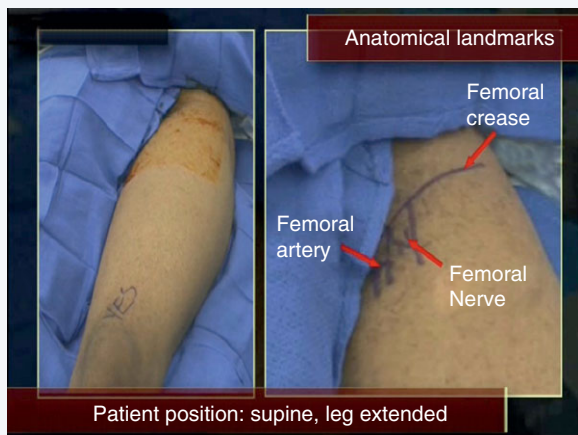 Anatomical landmarks
Femoral
crease
Femoral
artery
Femoral
Nerve
YES
Patient position: supine, leg extended